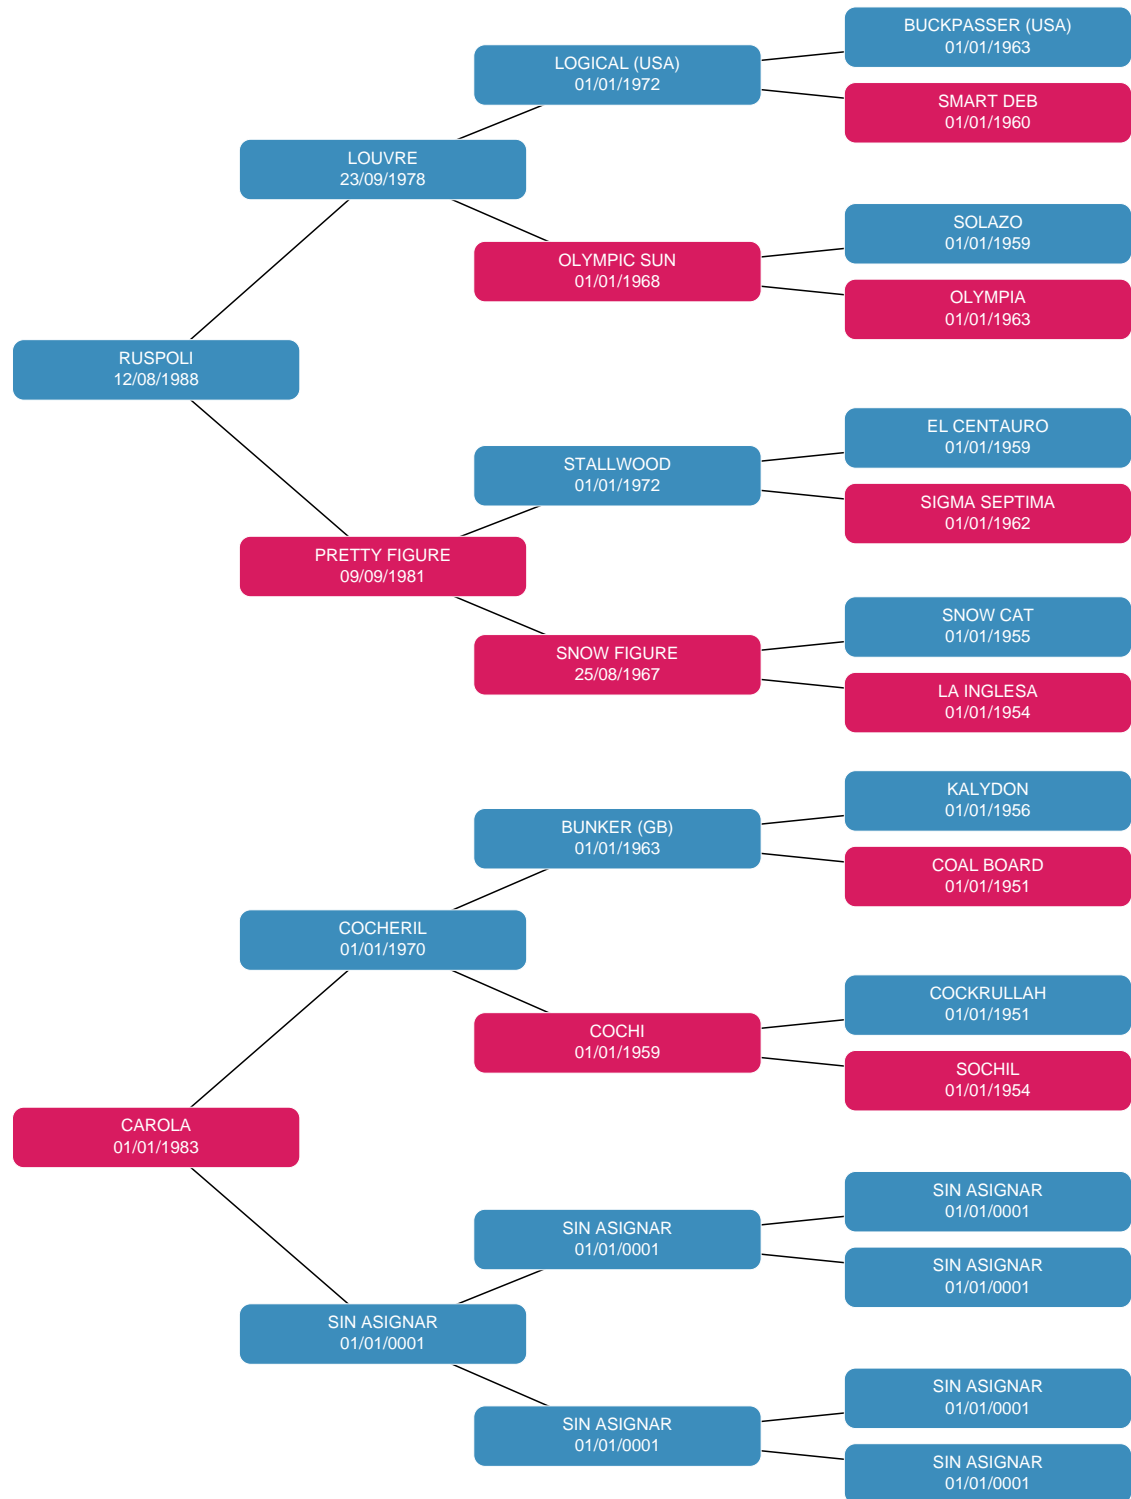 BUCKPASSER (USA)
01/01/1963
LOGICAL (USA)
01/01/1972
SMART DEB
01/01/1960
LOUVRE
23/09/1978
SOLAZO
01/01/1959
OLYMPIC SUN
01/01/1968
OLYMPIA
01/01/1963
RUSPOLI
12/08/1988
EL CENTAURO
01/01/1959
STALLWOOD
01/01/1972
SIGMA SEPTIMA
01/01/1962
PRETTY FIGURE
09/09/1981
SNOW CAT
01/01/1955
SNOW FIGURE
25/08/1967
LA INGLESA
01/01/1954
KALYDON
01/01/1956
BUNKER (GB)
01/01/1963
COAL BOARD
01/01/1951
COCHERIL
01/01/1970
COCKRULLAH
01/01/1951
COCHI
01/01/1959
SOCHIL
01/01/1954
CAROLA
01/01/1983
SIN ASIGNAR
01/01/0001
SIN ASIGNAR
01/01/0001
SIN ASIGNAR
01/01/0001
SIN ASIGNAR
01/01/0001
SIN ASIGNAR
01/01/0001
SIN ASIGNAR
01/01/0001
SIN ASIGNAR
01/01/0001